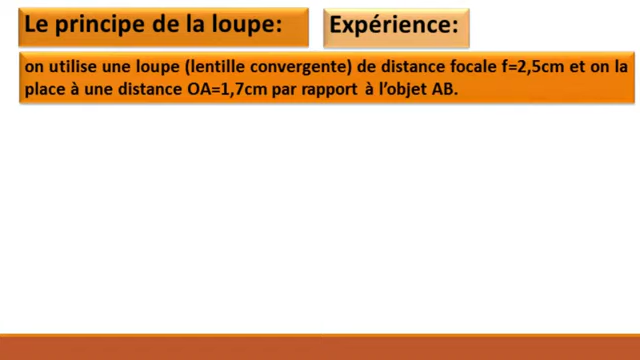 Le principe de la loupe:
Expérience:
on utilise une loupe (lentille convergente) de distance focale f=2,5cm et on la
place à une distance OA=1,7cm par rapport à l’objet AB.